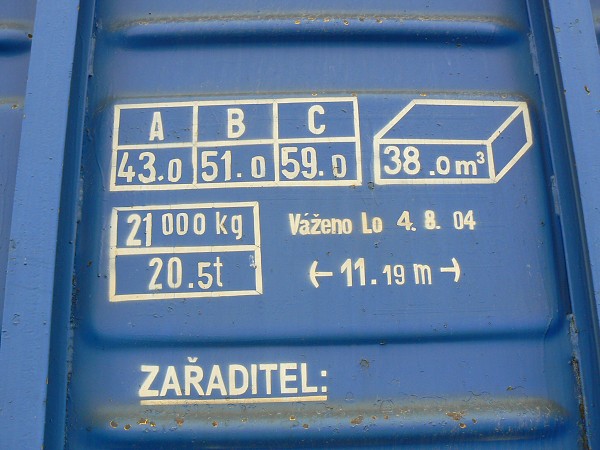 A B C
43.0 51.0 59.0
38.0m³
21 000 kg
20.5t
Váženo Lo 4. 8. 04
←11.19 m→
ZAŘADITEL: